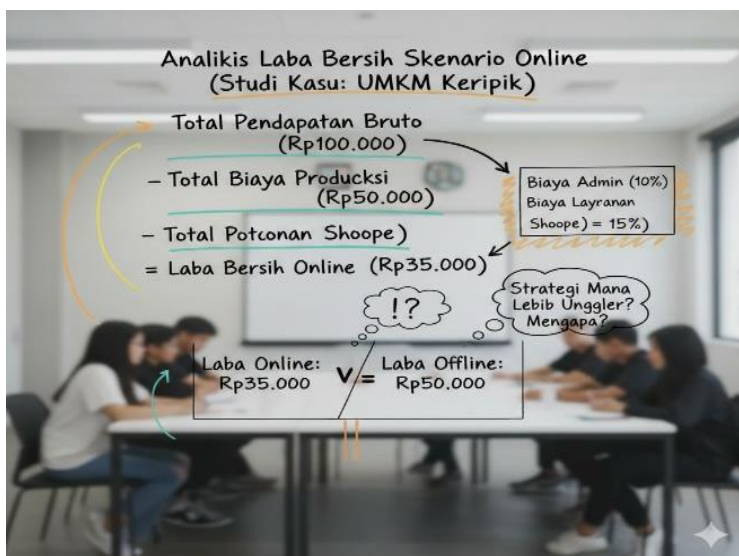 Analikis Laba Bersih Skenario Online
(Studi Kasu: UMKM Keripik)
Total Pendapatan Bruto
(Rp100.000)
– Total Biaya Producksi
(Rp50.000)
– Total Potconan Shoope)
= Laba Bersih Online (Rp35.000)
Biaya Admin (10%)
Biaya Layranan
Shoope) = 15%)
!?
Strategi Mana
Lebib Unggler?
Mengapa?
Laba Online:
Rp35.000
V=
Laba Offline:
Rp50.000